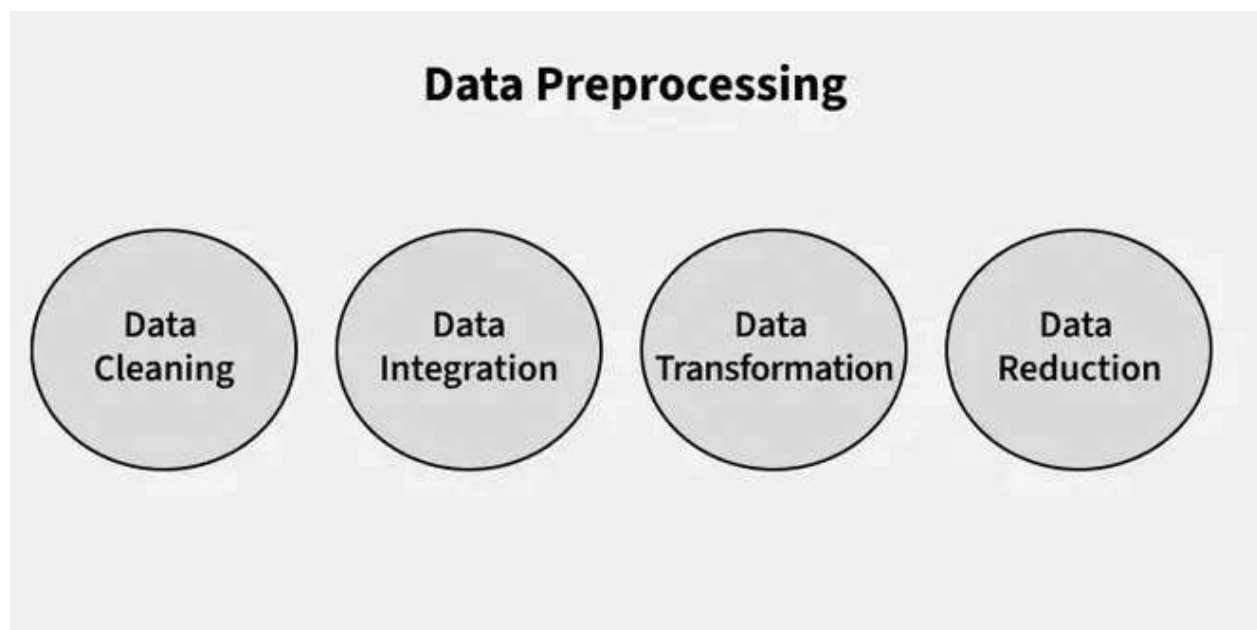 Data Preprocessing
Data
Cleaning
Data
Integration
Data
Transformation
Data
Reduction